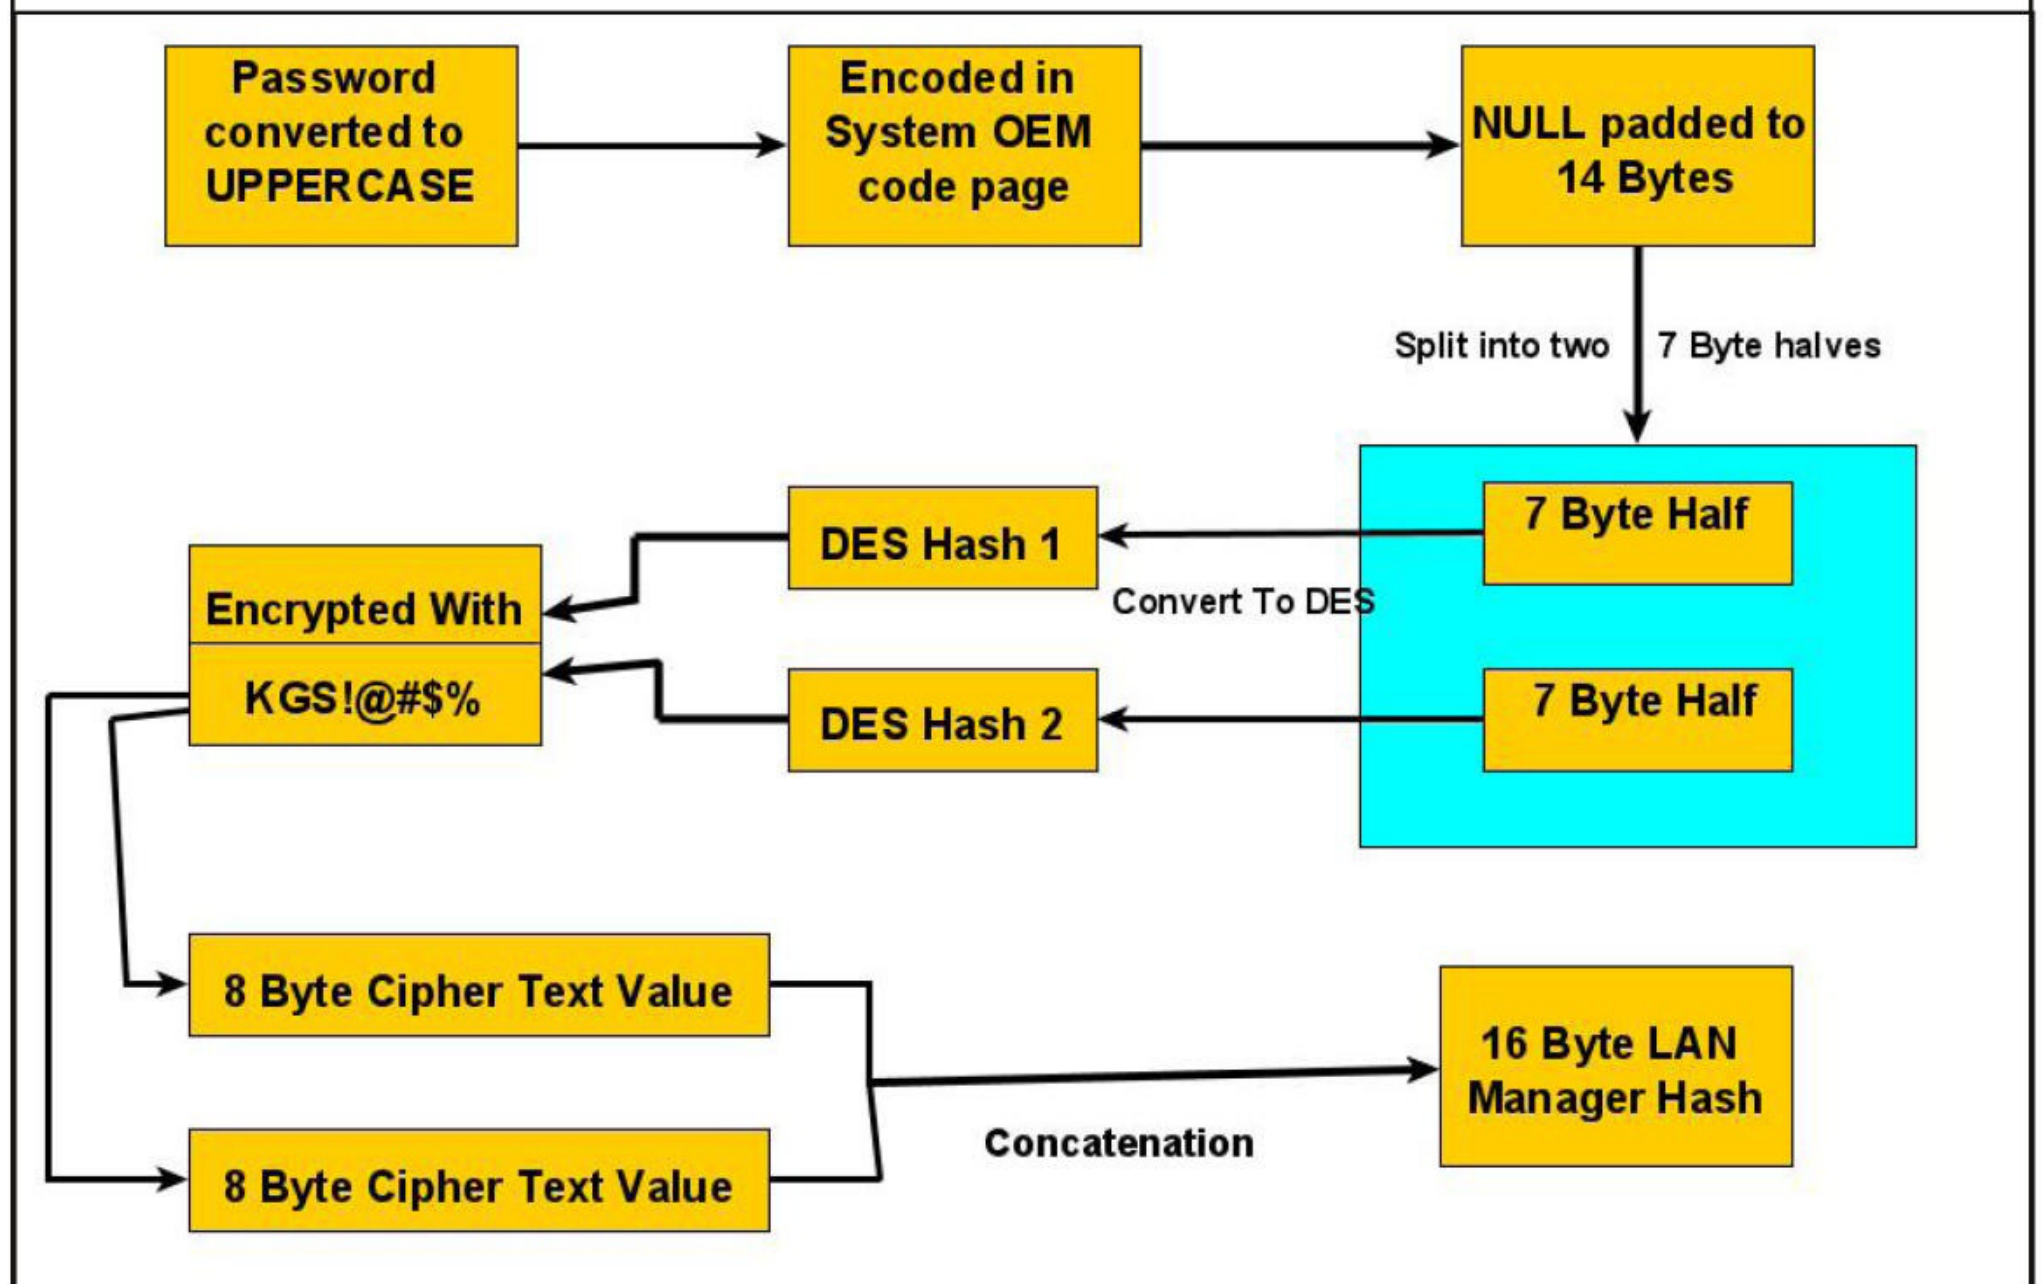 Password
converted to
UPPERCASE
Encoded in
System OEM
code page
NULL padded to
14 Bytes
Split into two
7 Byte halves
7 Byte Half
DES Hash 1
Convert To DES
Encrypted With
KGS!@#$%
7 Byte Half
DES Hash 2
8 Byte Cipher Text Value
16 Byte LAN
Manager Hash
Concatenation
8 Byte Cipher Text Value